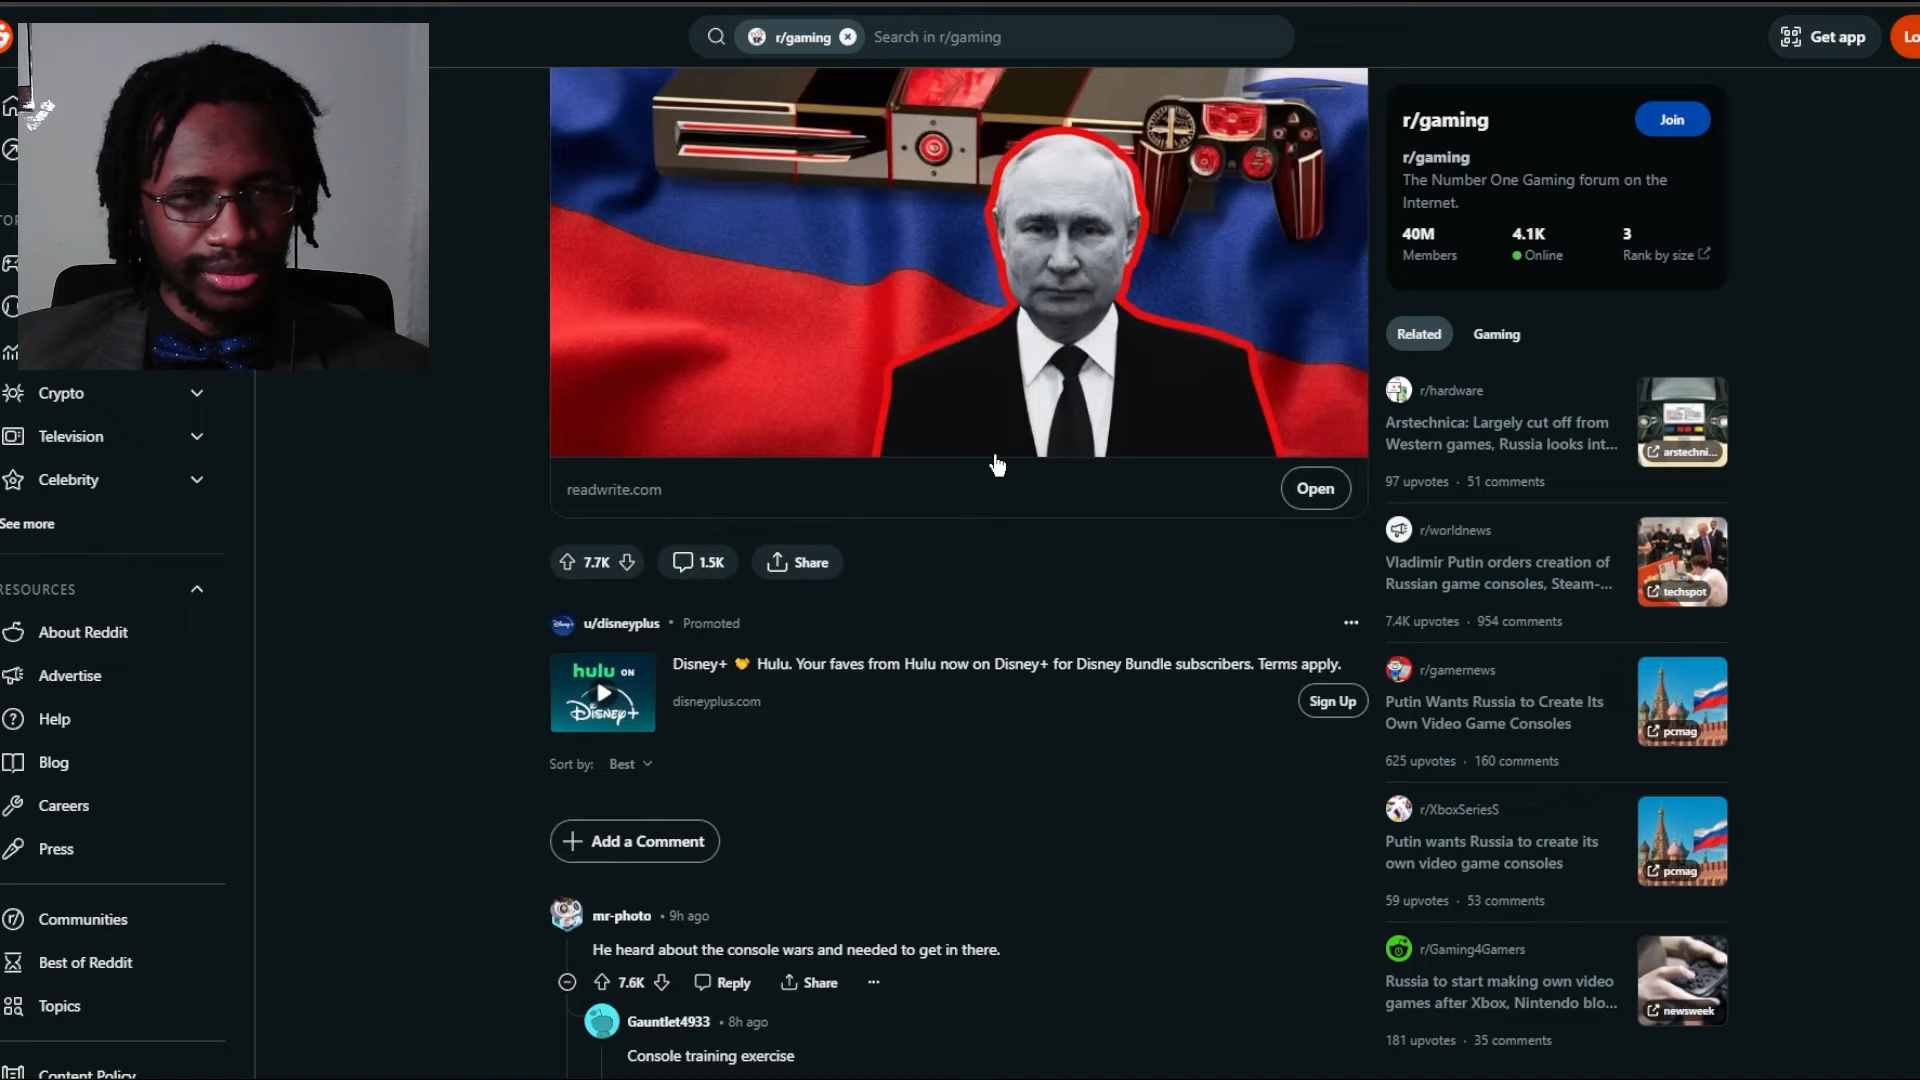 r/gaming
Search in r/gaming
Get app
Lo
Crypto
Television
Celebrity
See more
RESOURCES
About Reddit
Advertise
Help
Blog
Careers
Press
Communities
Best of Reddit
Topics
Content Policy
readwrite.com
Open
7.7K
1.5K
Share
u/disneyplus • Promoted
hulu ON
Disney+
Disney+ 🤝 Hulu. Your faves from Hulu now on Disney+ for Disney Bundle subscribers. Terms apply.
disneyplus.com
Sign Up
Sort by: Best
Add a Comment
mr-photo • 9h ago
He heard about the console wars and needed to get in there.
7.6K
Reply
Share
Gauntlet4933 • 8h ago
Console training exercise
r/gaming
Join
r/gaming
The Number One Gaming forum on the
Internet.
40M
4.1K
3
Members
Online
Rank by size
Related
Gaming
r/hardware
Arstechnica: Largely cut off from
Western games, Russia looks int...
arstechni...
97 upvotes · 51 comments
r/worldnews
Vladimir Putin orders creation of
Russian game consoles, Steam-...
techspot
7.4K upvotes · 954 comments
r/gamernews
Putin Wants Russia to Create Its
Own Video Game Consoles
pcmag
625 upvotes · 160 comments
r/XboxSeriesS
Putin wants Russia to create its
own video game consoles
pcmag
59 upvotes · 53 comments
r/Gaming4Gamers
Russia to start making own video
games after Xbox, Nintendo blo...
newsweek
181 upvotes · 35 comments